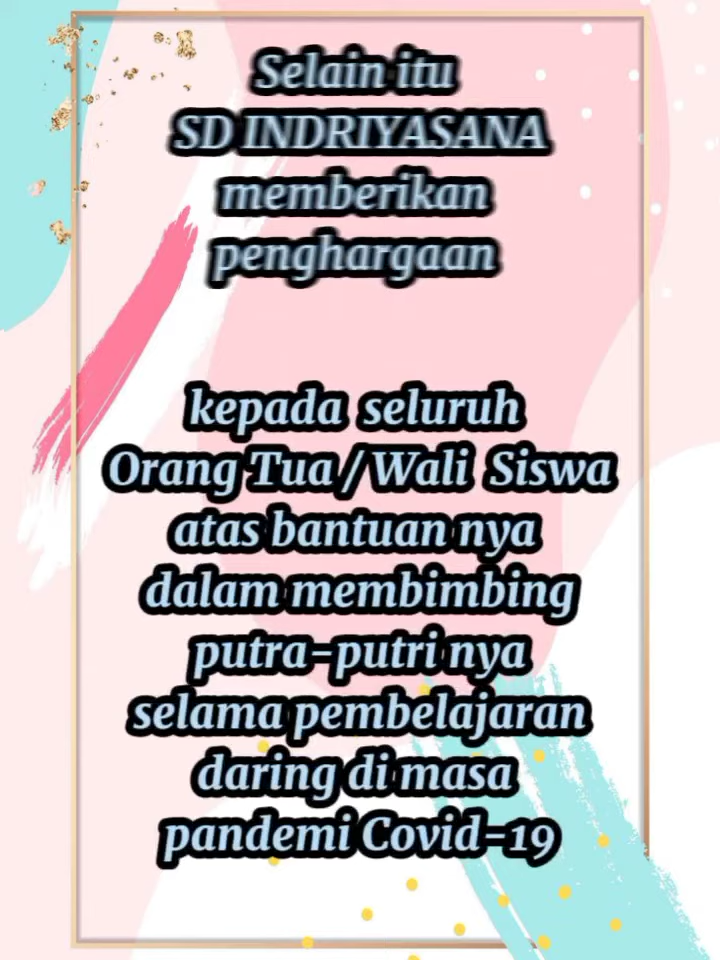 Selain itu
SD INDRIYASANA
memberikan
penghargaan
kepada seluruh
Orang Tua / Wali Siswa
atas bantuan nya
dalam membimbing
putra-putri nya
selama pembelajaran
daring di masa
pandemi Covid-19